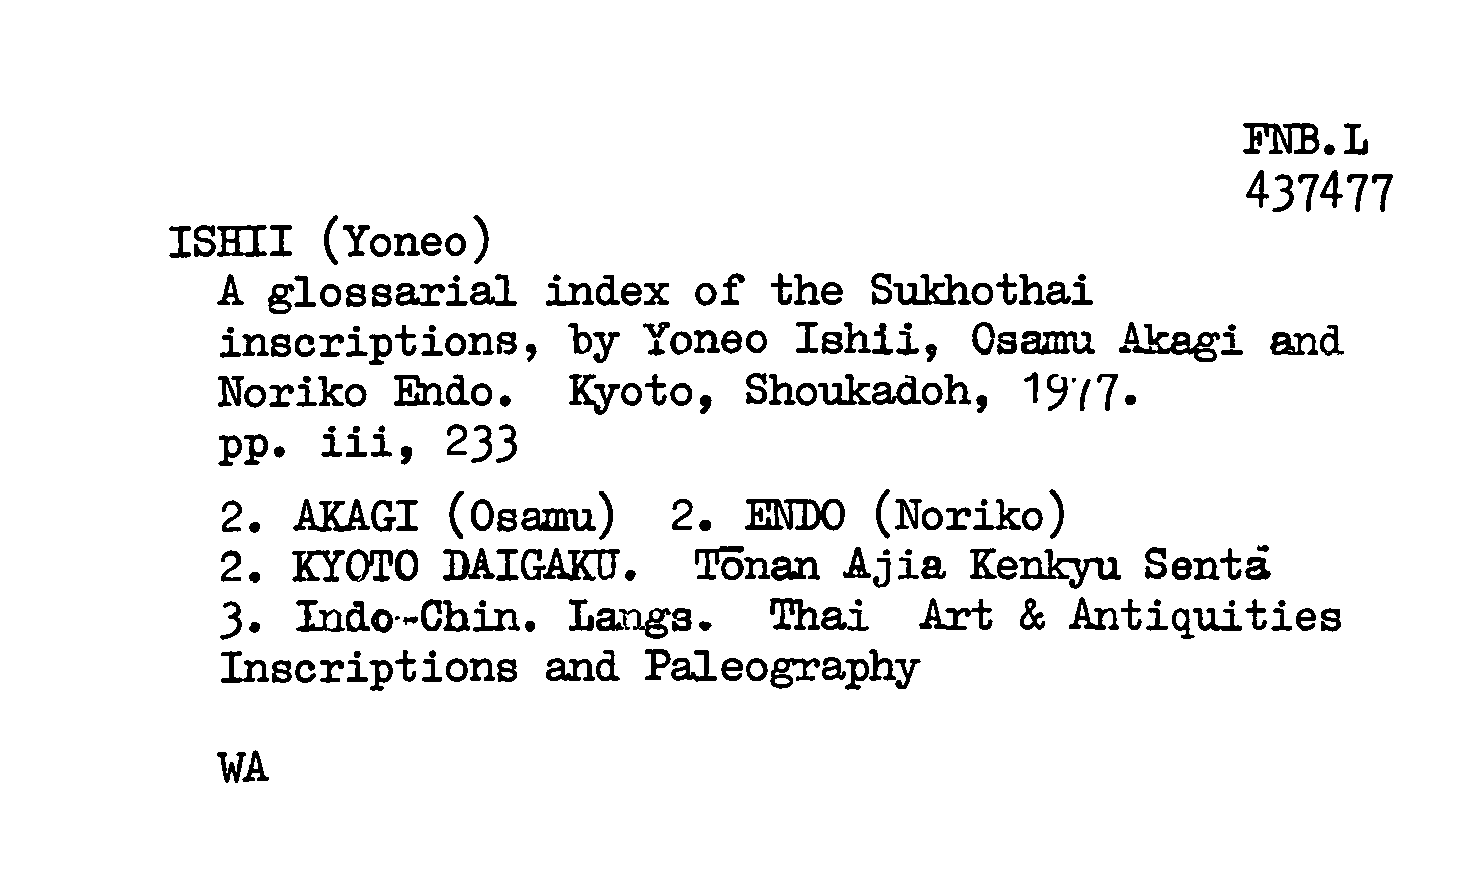 FNB.L
437477
ISHII (Yoneo)
A glossarial index of the Sukhothai
inscriptions, by Yoneo Ishii, Osamu Akagi and
Noriko Endo. Kyoto, Shoukadoh, 1977.
pp. iii, 233
2. AKAGI (Osamu) 2. ENDO (Noriko)
2. KYOTO DAIGAKU. Tōnan Ajia Kenkyu Sentā
3. Indo-Chin. Langs. Thai Art & Antiquities
Inscriptions and Paleography
WA